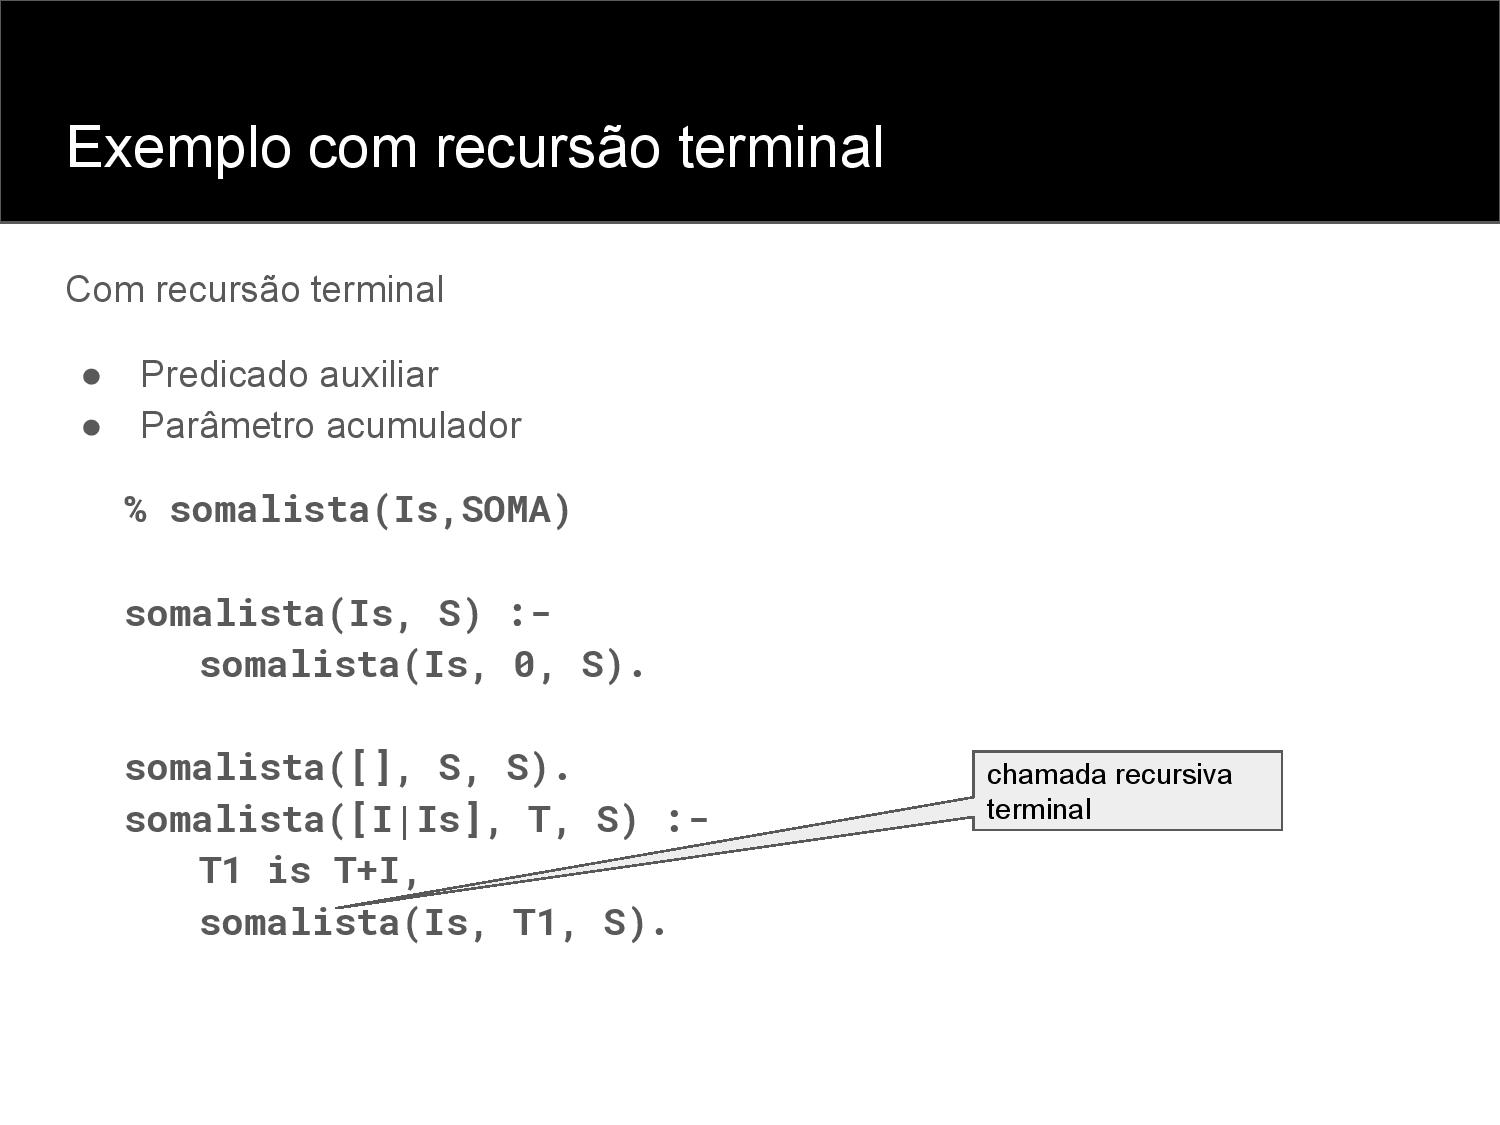 Exemplo com recursão terminal
Com recursão terminal
● Predicado auxiliar
● Parâmetro acumulador
% somalista(Is,SOMA)
somalista(Is, S) :-
somalista(Is, 0, S).
somalista([], S, S).
somalista([I|Is], T, S) :-
T1 is T+I,
somalista(Is, T1, S).
chamada recursiva
terminal